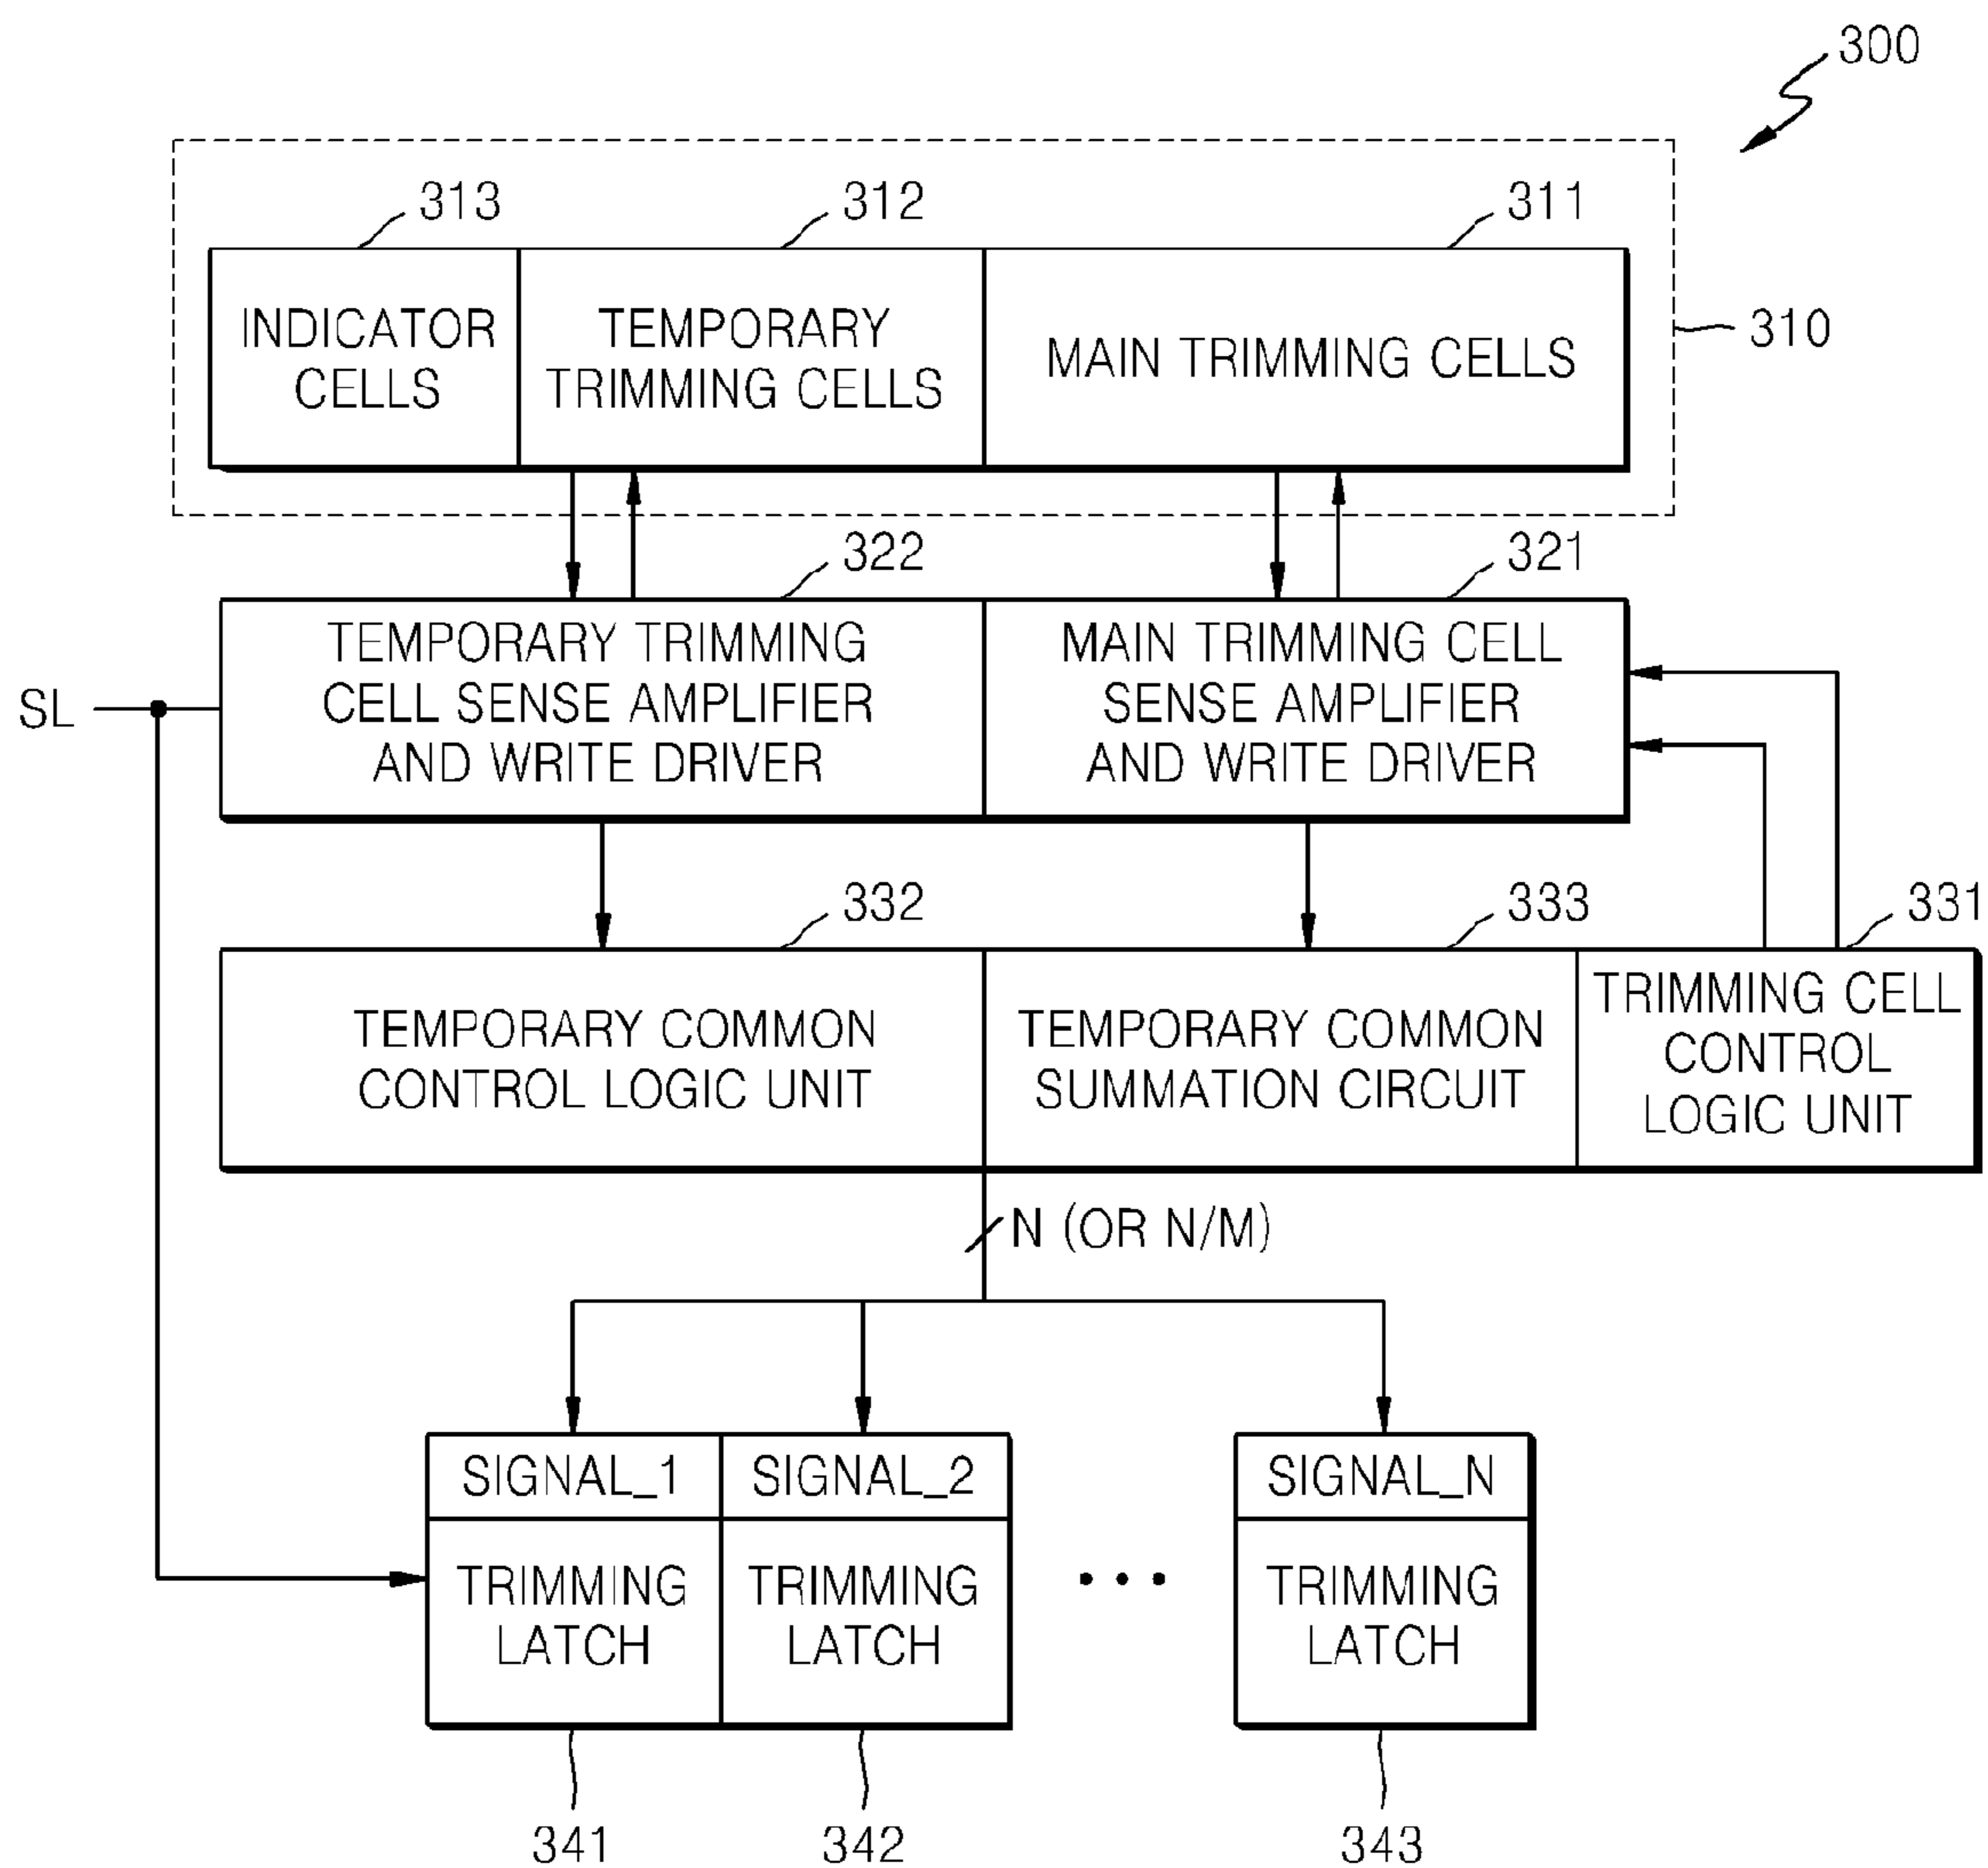 300
313
312
311
INDICATOR
CELLS
TEMPORARY
TRIMMING CELLS
MAIN TRIMMING CELLS
310
322
321
SL
TEMPORARY TRIMMING
CELL SENSE AMPLIFIER
AND WRITE DRIVER
MAIN TRIMMING CELL
SENSE AMPLIFIER
AND WRITE DRIVER
332
333
331
TEMPORARY COMMON
CONTROL LOGIC UNIT
TEMPORARY COMMON
SUMMATION CIRCUIT
TRIMMING CELL
CONTROL
LOGIC UNIT
N (OR N/M)
SIGNAL_1
SIGNAL_2
SIGNAL_N
TRIMMING
LATCH
TRIMMING
LATCH
• • •
TRIMMING
LATCH
341
342
343